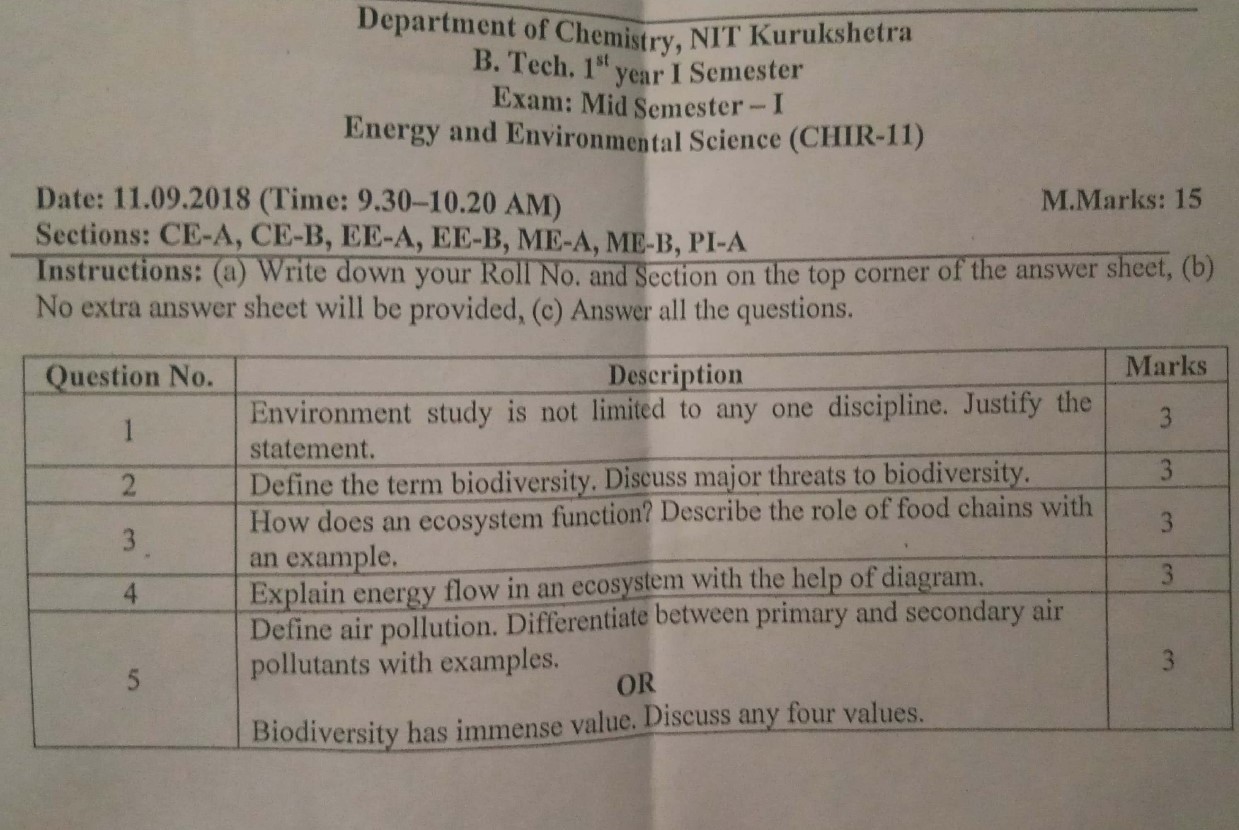 Department of Chemistry, NIT Kurukshetra
B. Tech. 1st year I Semester
Exam: Mid Semester – I
Energy and Environmental Science (CHIR-11)
Date: 11.09.2018 (Time: 9.30–10.20 AM) M.Marks: 15
Sections: CE-A, CE-B, EE-A, EE-B, ME-A, ME-B, PI-A
Instructions: (a) Write down your Roll No. and Section on the top corner of the answer sheet, (b)
No extra answer sheet will be provided, (c) Answer all the questions.
Question No. Description Marks
1 Environment study is not limited to any one discipline. Justify the 3
statement.
2 Define the term biodiversity. Discuss major threats to biodiversity. 3
3 How does an ecosystem function? Describe the role of food chains with 3
an example.
4 Explain energy flow in an ecosystem with the help of diagram. 3
5 Define air pollution. Differentiate between primary and secondary air 3
pollutants with examples.
OR
Biodiversity has immense value. Discuss any four values.